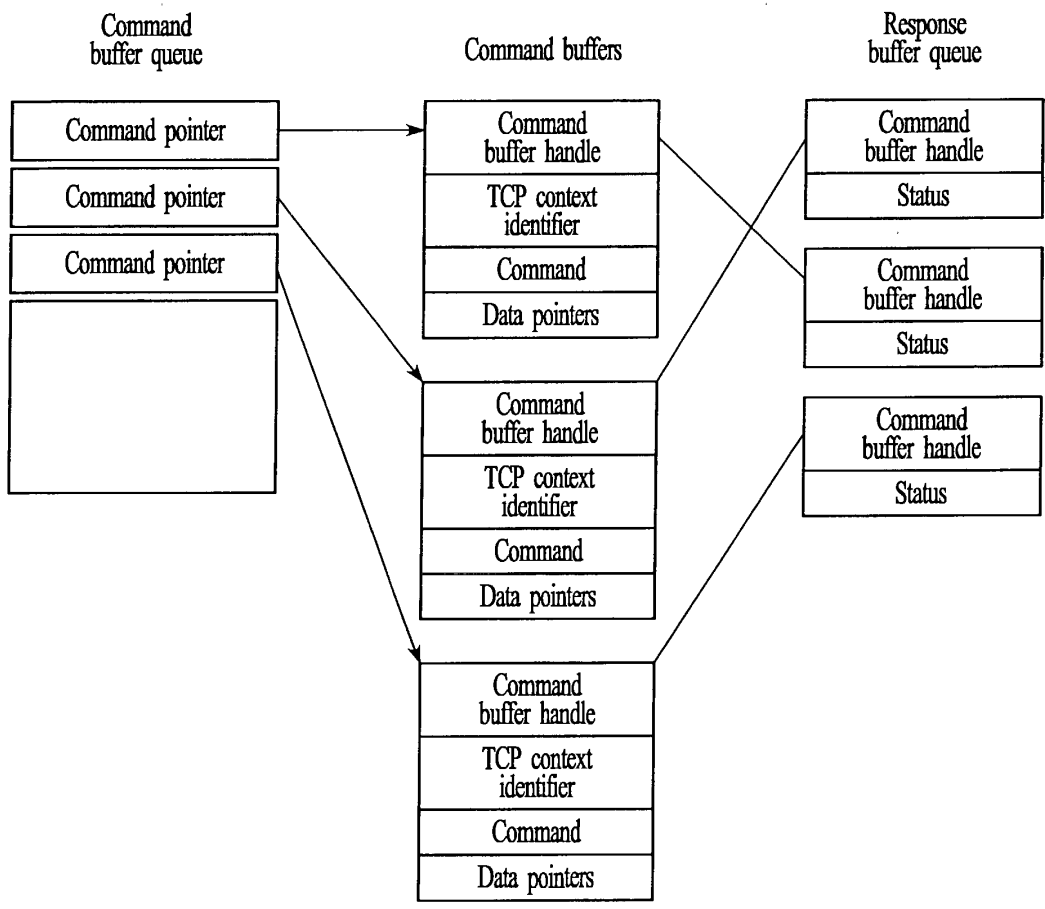 Command
buffer queue
Command pointer
Command pointer
Command pointer
Command buffers
Command
buffer handle
TCP context
identifier
Command
Data pointers
Command
buffer handle
TCP context
identifier
Command
Data pointers
Command
buffer handle
TCP context
identifier
Command
Data pointers
Response
buffer queue
Command
buffer handle
Status
Command
buffer handle
Status
Command
buffer handle
Status